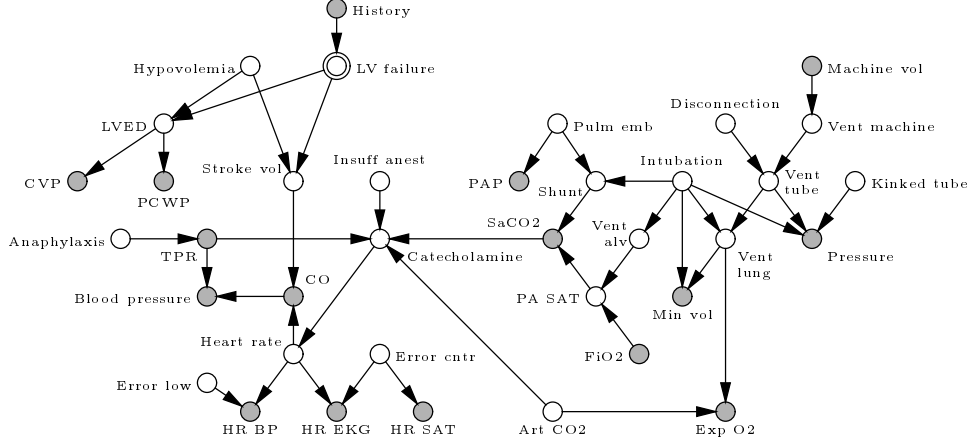 History
Hypovolemia
LV failure
Machine vol
Disconnection
LVED
Pulm emb
Vent machine
Insuff anest
Intubation
Stroke vol
CVP
PAP
Shunt
Vent
tube
Kinked tube
PCWP
SaCO2
Vent
alv
Anaphylaxis
TPR
Catecholamine
Vent
lung
Pressure
CO
Blood pressure
PA SAT
Min vol
Heart rate
Error cntr
FiO2
Error low
HR BP
HR EKG
HR SAT
Art CO2
Exp O2